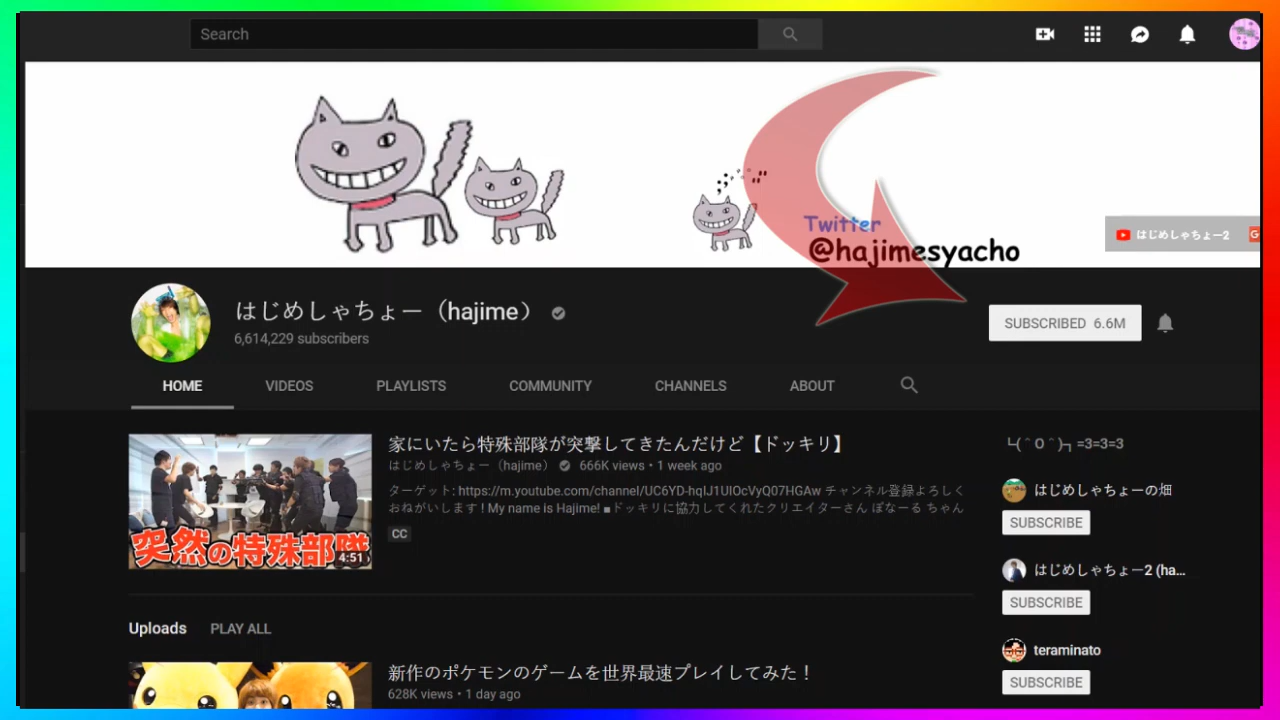 Search
Twitter
@hajimesyacho
はじめしゃちょー2
はじめしゃちょー（hajime）
6,614,229 subscribers
SUBSCRIBED 6.6M
HOME VIDEOS PLAYLISTS COMMUNITY CHANNELS ABOUT
家にいたら特殊部隊が突撃してきたんだけど【ドッキリ】
はじめしゃちょー（hajime） 666K views • 1 week ago
ターゲット: https://m.youtube.com/channel/UC6YD-hqIJ1UIOcVyQ07HGAw チャンネル登録よろしく
おねがいします！My name is Hajime! ■ドッキリに協力してくれたクリエイターさん ぽなーる ちゃん
CC
突然の特殊部隊
4:51
┗(＾O＾)┓=3=3=3
はじめしゃちょーの畑
SUBSCRIBE
はじめしゃちょー2 (ha...
SUBSCRIBE
teraminato
SUBSCRIBE
Uploads PLAY ALL
新作のポケモンのゲームを世界最速プレイしてみた！
628K views • 1 day ago